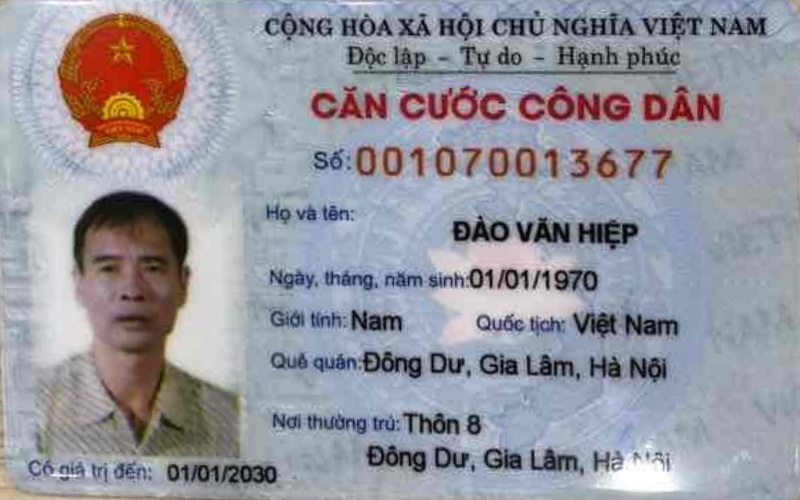 CỘNG HÒA XÃ HỘI CHỦ NGHĨA VIỆT NAM
Độc lập - Tự do - Hạnh phúc
CĂN CƯỚC CÔNG DÂN
Số: 001070013677
Họ và tên:
ĐÀO VĂN HIỆP
Ngày, tháng, năm sinh: 01/01/1970
Giới tính: Nam Quốc tịch: Việt Nam
Quê quán: Đông Dư, Gia Lâm, Hà Nội
Nơi thường trú: Thôn 8
Đông Dư, Gia Lâm, Hà Nội
Có giá trị đến: 01/01/2030